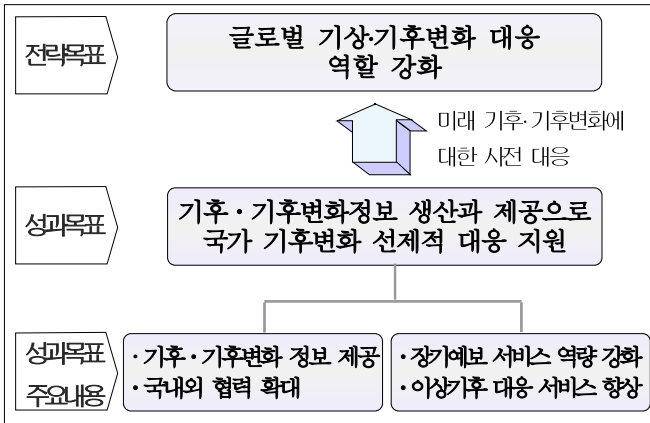 전략목표
글로벌 기상·기후변화 대응
역할 강화
미래 기후·기후변화에
대한 사전 대응
성과목표
기후·기후변화정보 생산과 제공으로
국가 기후변화 선제적 대응 지원
성과목표
주요내용
·기후·기후변화 정보 제공
·국내외 협력 확대
·장기예보 서비스 역량 강화
·이상기후 대응 서비스 향상